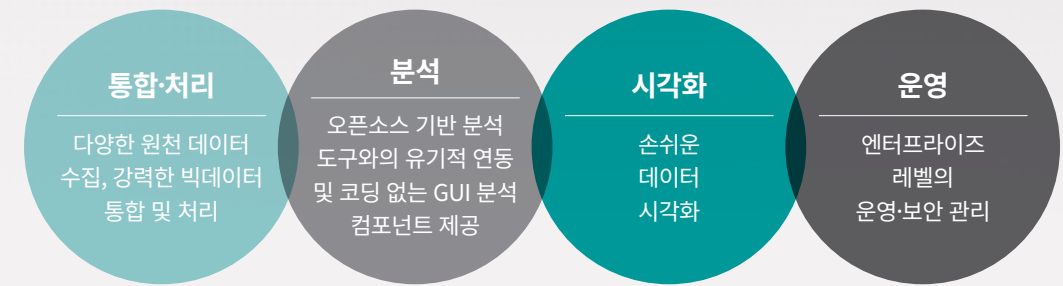 통합·처리
다양한 원천 데이터
수집, 강력한 빅데이터
통합 및 처리
분석
오픈소스 기반 분석
도구와의 유기적 연동
및 코딩 없는 GUI 분석
컴포넌트 제공
시각화
손쉬운
데이터
시각화
운영
엔터프라이즈
레벨의
운영·보안 관리